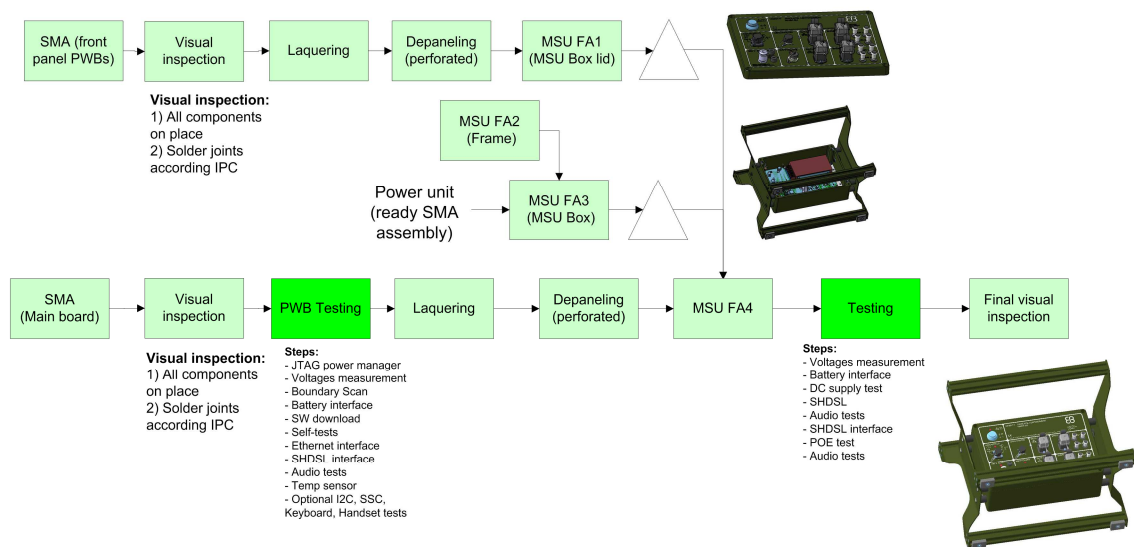 SMA (front
panel PWBs)
Visual
inspection
Laquering
Depaneling
(perforated)
MSU FA1
(MSU Box lid)
Visual inspection:
1) All components
on place
2) Solder joints
according IPC
MSU FA2
(Frame)
Power unit
(ready SMA
assembly)
MSU FA3
(MSU Box)
SMA
(Main board)
Visual
inspection
PWB Testing
Laquering
Depaneling
(perforated)
MSU FA4
Testing
Final visual
inspection
Visual inspection:
1) All components
on place
2) Solder joints
according IPC
Steps:
- JTAG power manager
- Voltages measurement
- Boundary Scan
- Battery interface
- SW download
- Self-tests
- Ethernet interface
- SHDSL interface
- Audio tests
- Temp sensor
- Optional I2C, SSC,
Keyboard, Handset tests
Steps:
- Voltages measurement
- Battery interface
- DC supply test
- SHDSL
- Audio tests
- SHDSL interface
- POE test
- Audio tests